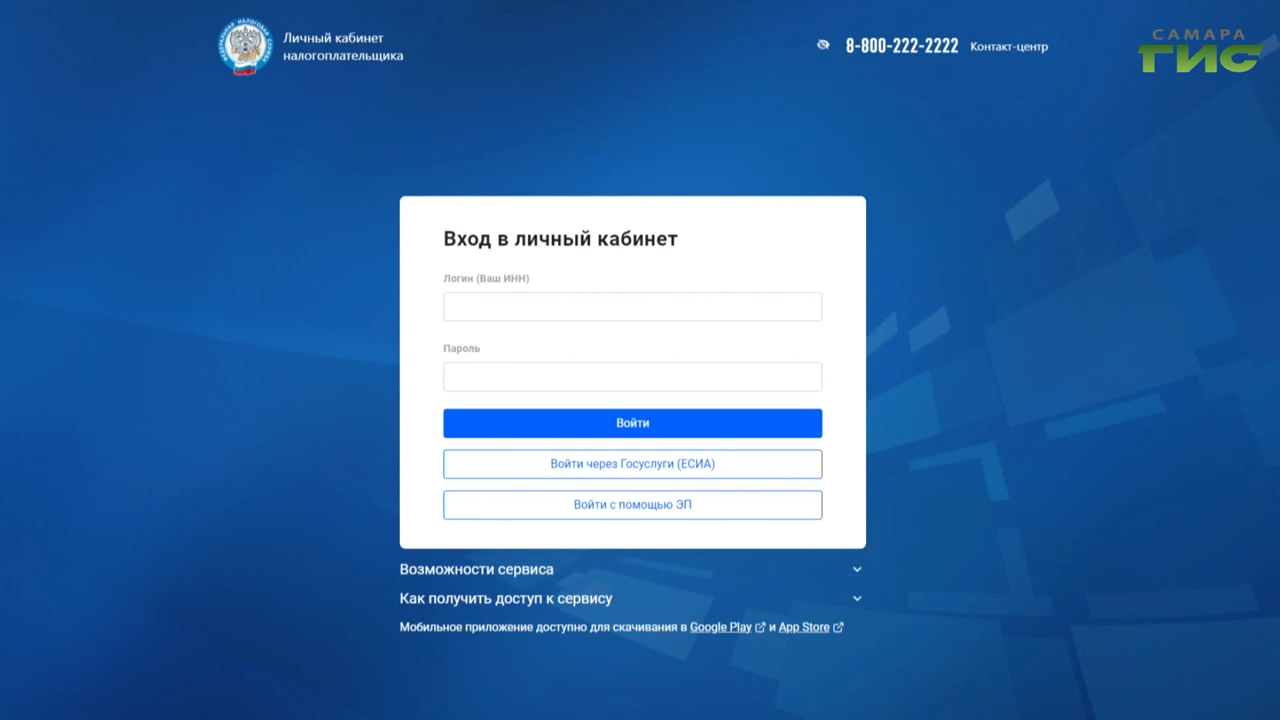 Личный кабинет
налогоплательщика
8-800-222-2222 Контакт-центр
САМАРА
ГИС
Вход в личный кабинет
Логин (Ваш ИНН)
Пароль
Войти
Войти через Госуслуги (ЕСИА)
Войти с помощью ЭП
Возможности сервиса
Как получить доступ к сервису
Мобильное приложение доступно для скачивания в Google Play и App Store